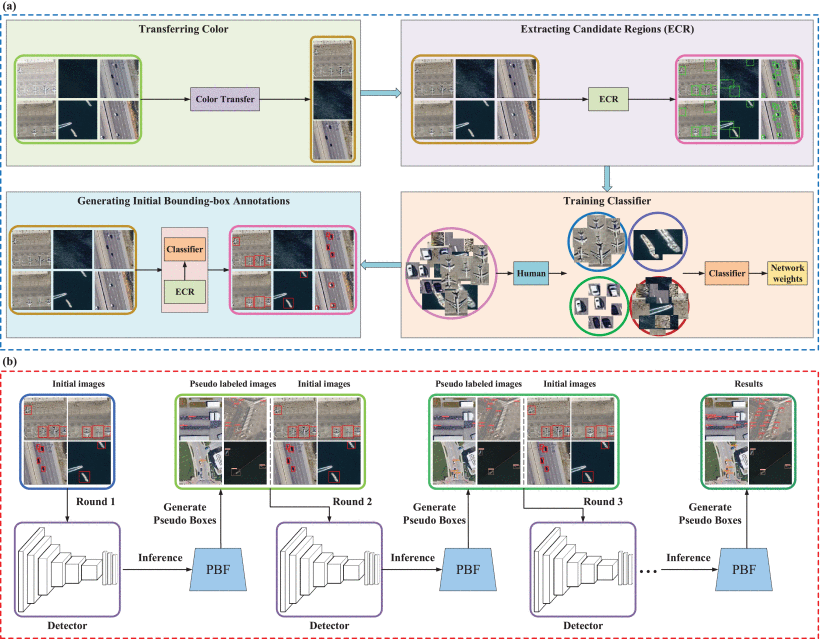 (a)
Transferring Color
Color Transfer
Extracting Candidate Regions (ECR)
ECR
Generating Initial Bounding-box Annotations
Classifier
ECR
Training Classifier
Human
Classifier
Network
weights
(b)
Initial images
Pseudo labeled images
Initial images
Pseudo labeled images
Initial images
Results
Round 1
Generate
Pseudo Boxes
Round 2
Generate
Pseudo Boxes
Round 3
Generate
Pseudo Boxes
Inference
PBF
Inference
PBF
Inference
PBF
Detector
Detector
Detector